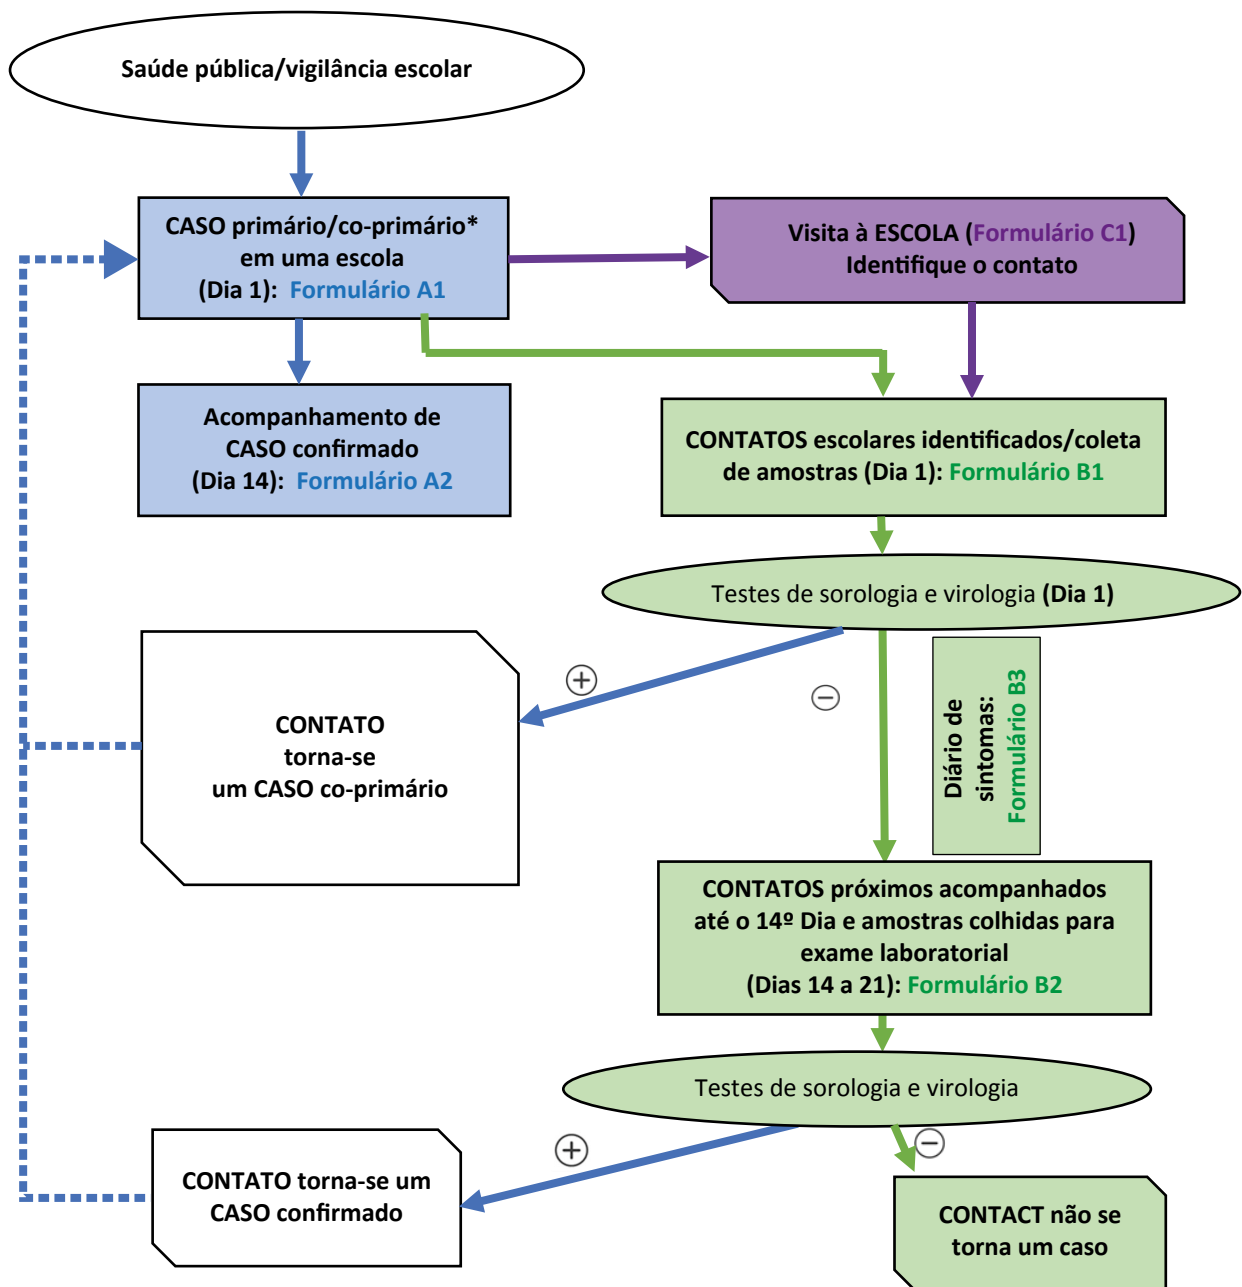 Saúde pública/vigilância escolar
CASO primário/co-primário*
em uma escola
(Dia 1): Formulário A1
Visita à ESCOLA (Formulário C1)
Identifique o contato
Acompanhamento de
CASO confirmado
(Dia 14): Formulário A2
CONTATOS escolares identificados/coleta
de amostras (Dia 1): Formulário B1
Testes de sorologia e virologia (Dia 1)
+
−
Diário de
sintomas:
Formulário B3
CONTATO
torna-se
um CASO co-primário
CONTATOS próximos acompanhados
até o 14º Dia e amostras colhidas para
exame laboratorial
(Dias 14 a 21): Formulário B2
Testes de sorologia e virologia
+
−
CONTATO torna-se um
CASO confirmado
CONTACT não se
torna um caso